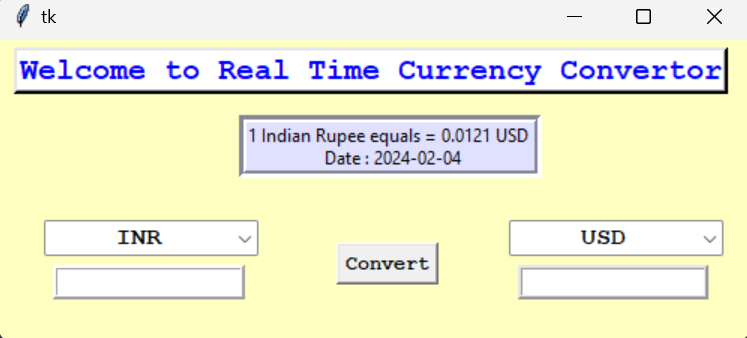 tk
Welcome to Real Time Currency Convertor
1 Indian Rupee equals = 0.0121 USD
Date : 2024-02-04
INR
USD
Convert